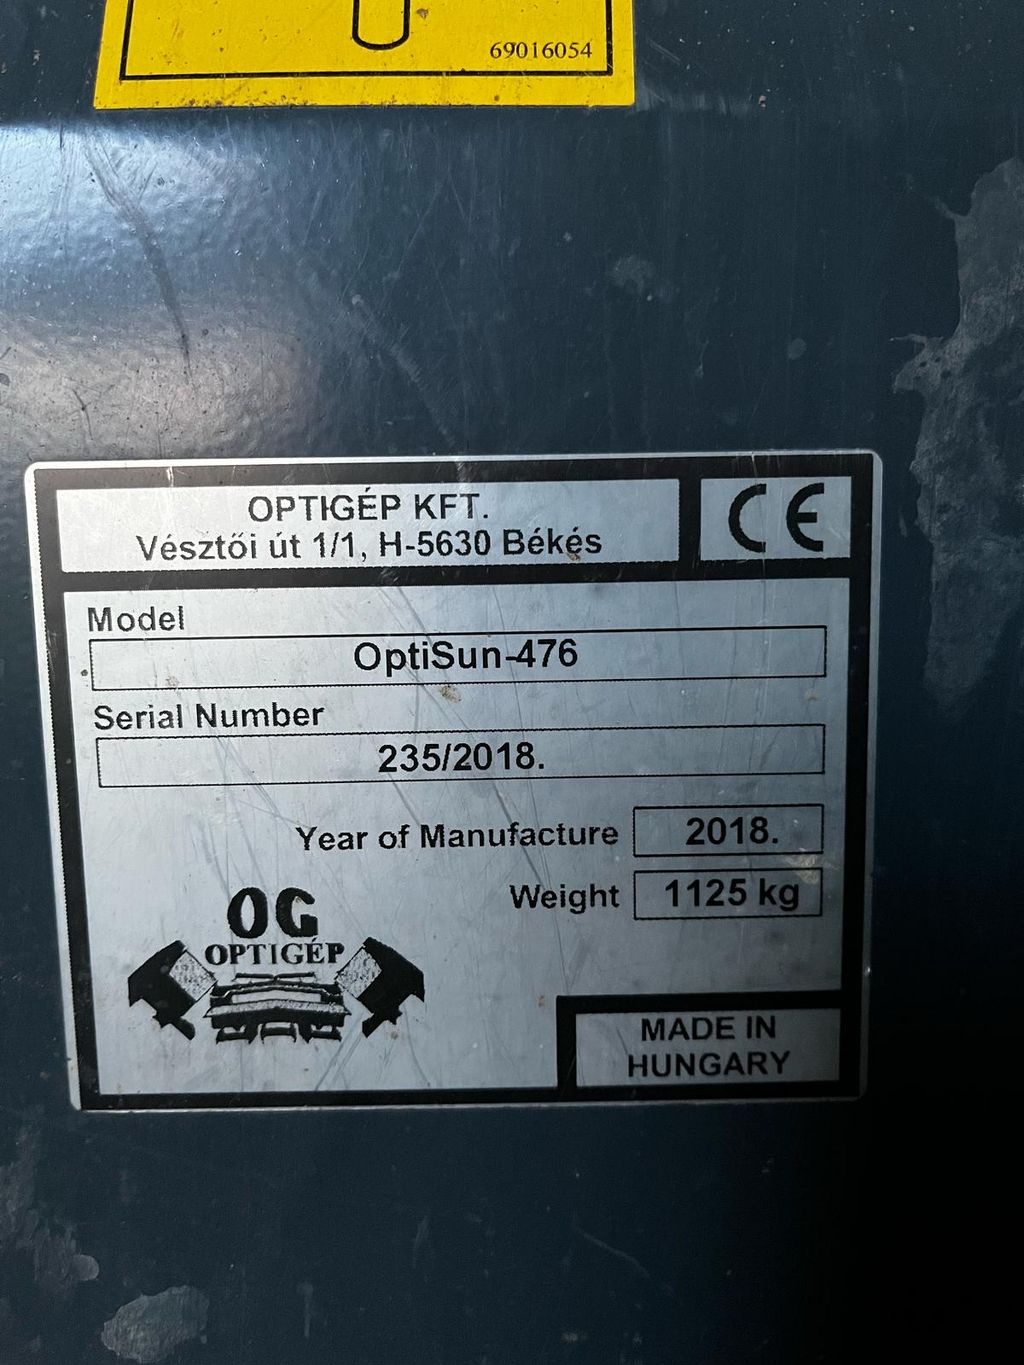 69016054
OPTIGÉP KFT.
Vésztői út 1/1, H-5630 Békés
CE
Model
OptiSun-476
Serial Number
235/2018.
Year of Manufacture 2018.
Weight 1125 kg
OG
OPTIGÉP
MADE IN
HUNGARY